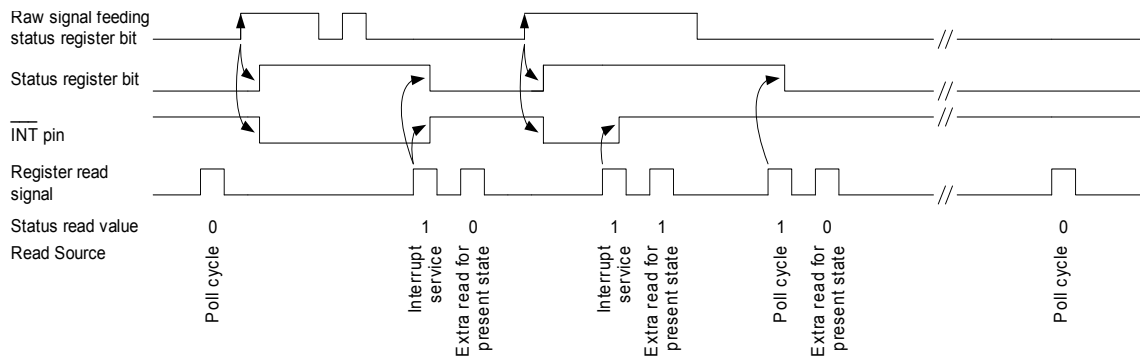 Raw signal feeding
status register bit
//
Status register bit
//
INT pin
//
Register read
signal
//
Status read value
0
1
0
1
1
1
0
0
Read Source
Poll cycle
Interrupt
service
Extra read for
present state
Interrupt
service
Extra read for
present state
Poll cycle
Extra read for
present state
Poll cycle